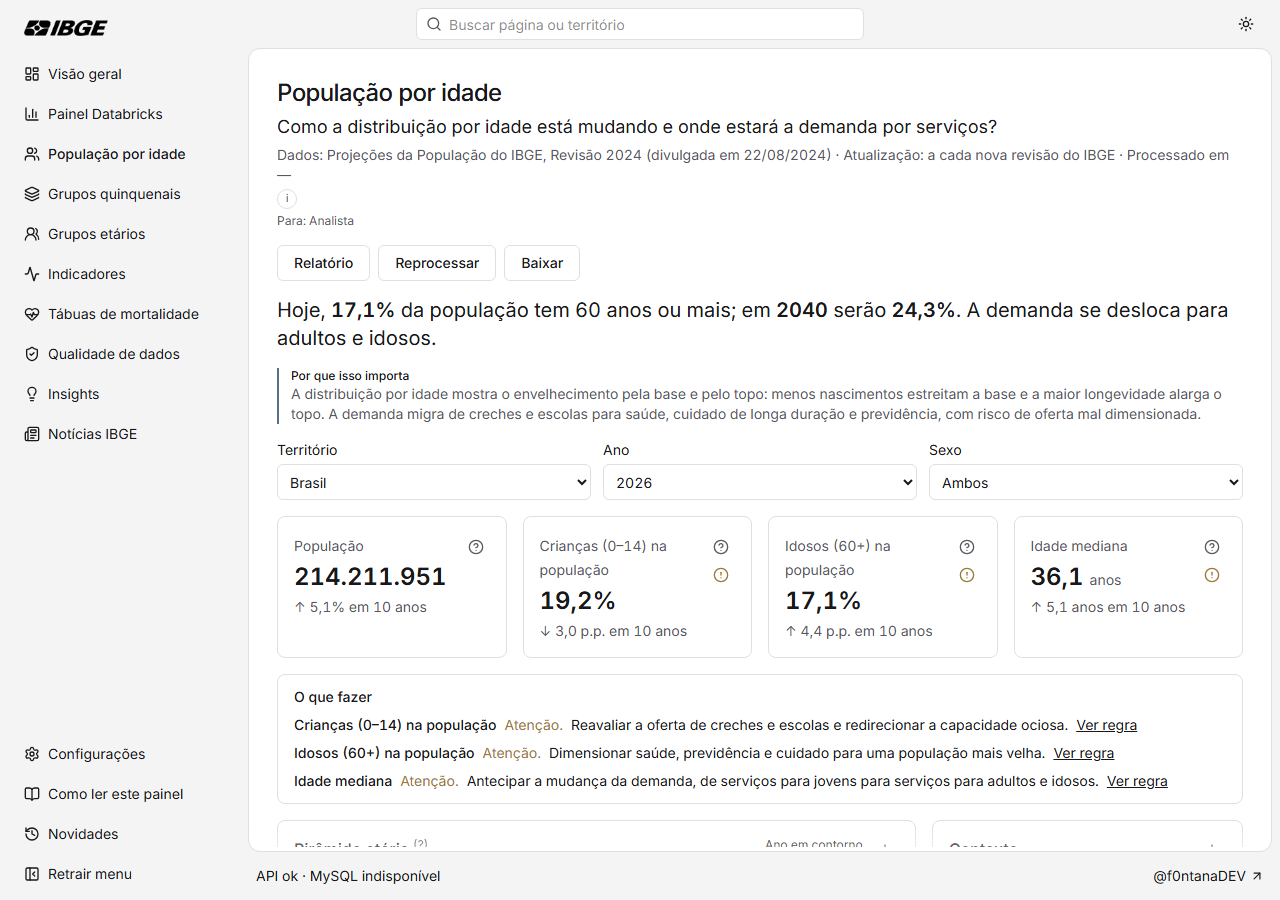 IBGE
Buscar página ou território
Visão geral
Painel Databricks
População por idade
Grupos quinquenais
Grupos etários
Indicadores
Tábuas de mortalidade
Qualidade de dados
Insights
Notícias IBGE
Configurações
Como ler este painel
Novidades
Retrair menu
População por idade
Como a distribuição por idade está mudando e onde estará a demanda por serviços?
Dados: Projeções da População do IBGE, Revisão 2024 (divulgada em 22/08/2024) · Atualização: a cada nova revisão do IBGE · Processado em
—
i
Para: Analista
Relatório
Reprocessar
Baixar
Hoje, 17,1% da população tem 60 anos ou mais; em 2040 serão 24,3%. A demanda se desloca para
adultos e idosos.
Por que isso importa
A distribuição por idade mostra o envelhecimento pela base e pelo topo: menos nascimentos estreitam a base e a maior longevidade alarga o
topo. A demanda migra de creches e escolas para saúde, cuidado de longa duração e previdência, com risco de oferta mal dimensionada.
Território
Brasil
Ano
2026
Sexo
Ambos
População
214.211.951
↑ 5,1% em 10 anos
Crianças (0–14) na
população
19,2%
↓ 3,0 p.p. em 10 anos
Idosos (60+) na
população
17,1%
↑ 4,4 p.p. em 10 anos
Idade mediana
36,1 anos
↑ 5,1 anos em 10 anos
O que fazer
Crianças (0–14) na população Atenção. Reavaliar a oferta de creches e escolas e redirecionar a capacidade ociosa. Ver regra
Idosos (60+) na população Atenção. Dimensionar saúde, previdência e cuidado para uma população mais velha. Ver regra
Idade mediana Atenção. Antecipar a mudança da demanda, de serviços para jovens para serviços para adultos e idosos. Ver regra
Pirâmide etária (?)
Ano em contorno
Contexto
API ok · MySQL indisponível
@f0ntanaDEV ↗